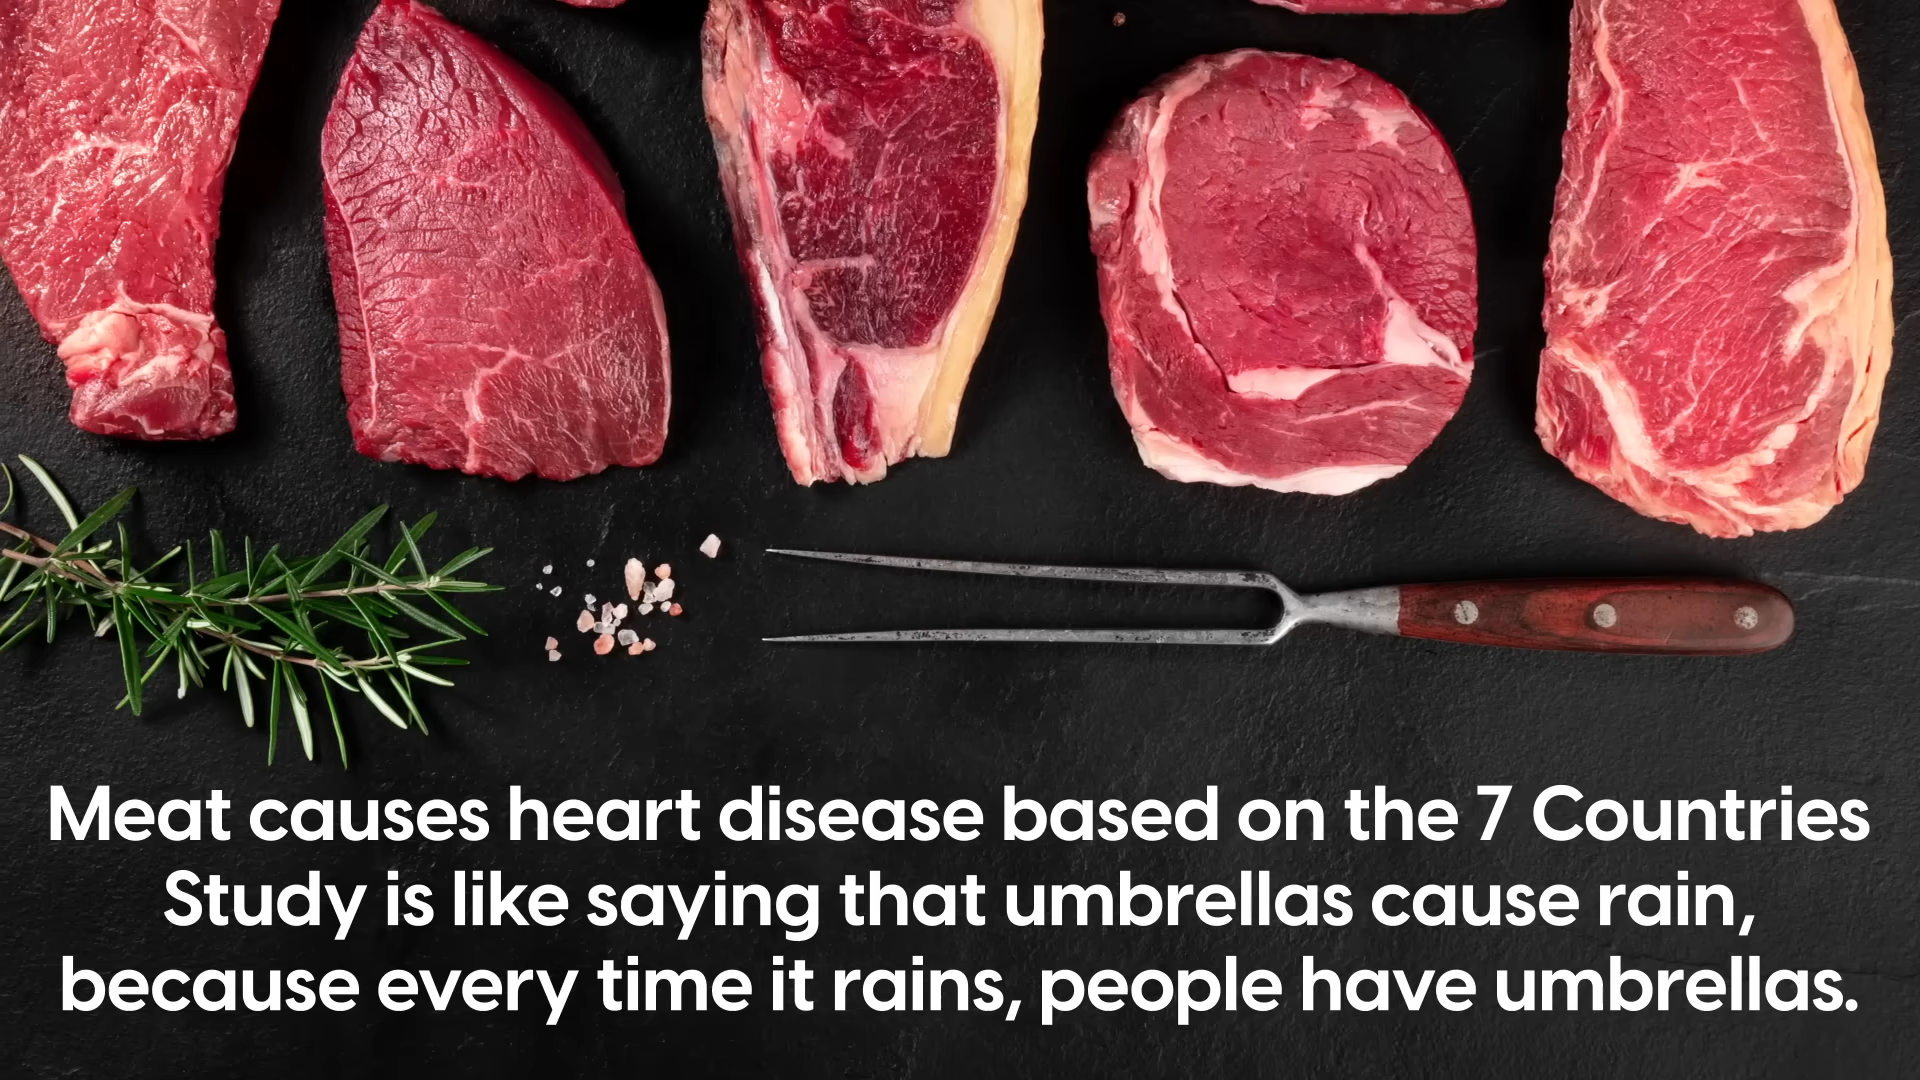 Meat causes heart disease based on the 7 Countries
Study is like saying that umbrellas cause rain,
because every time it rains, people have umbrellas.